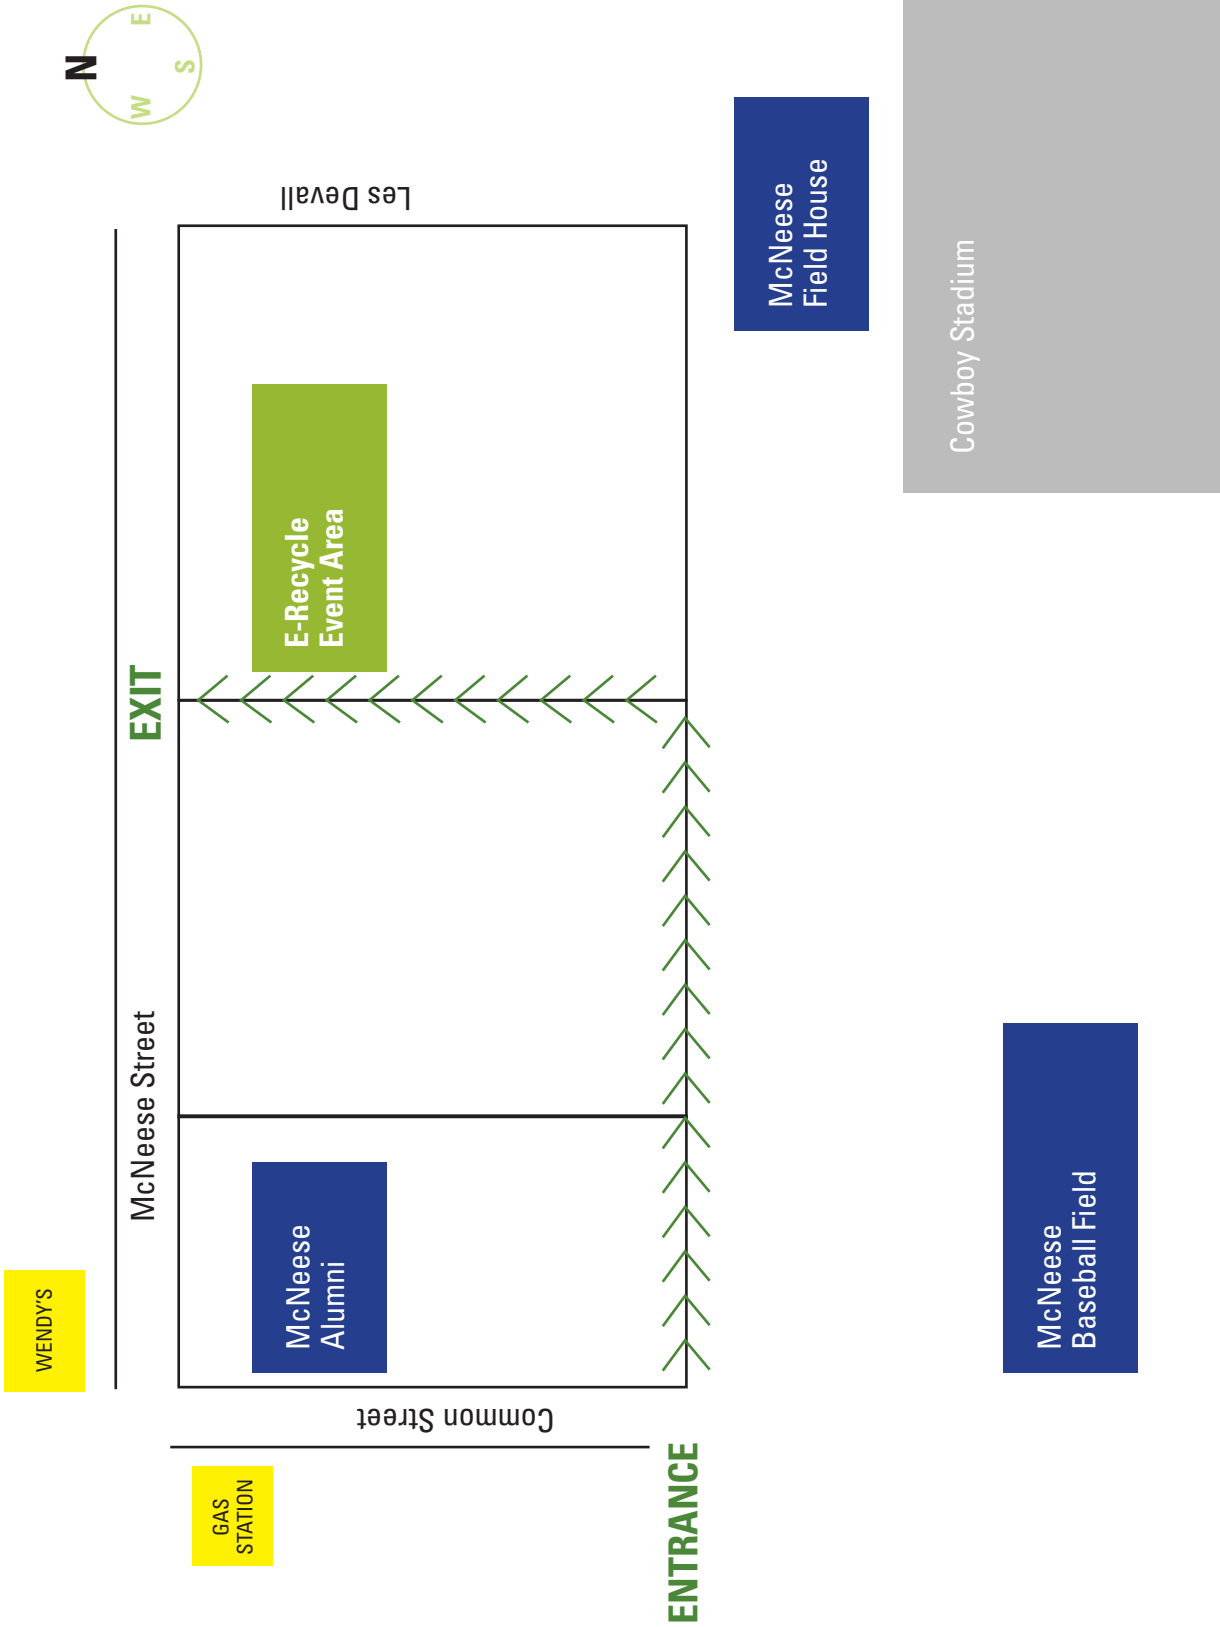 N
E
S
W
WENDY'S
McNeese Street
EXIT
Les Devall
GAS
STATION
Common Street
McNeese
Alumni
E-Recycle
Event Area
ENTRANCE
McNeese
Field House
Cowboy Stadium
McNeese
Baseball Field